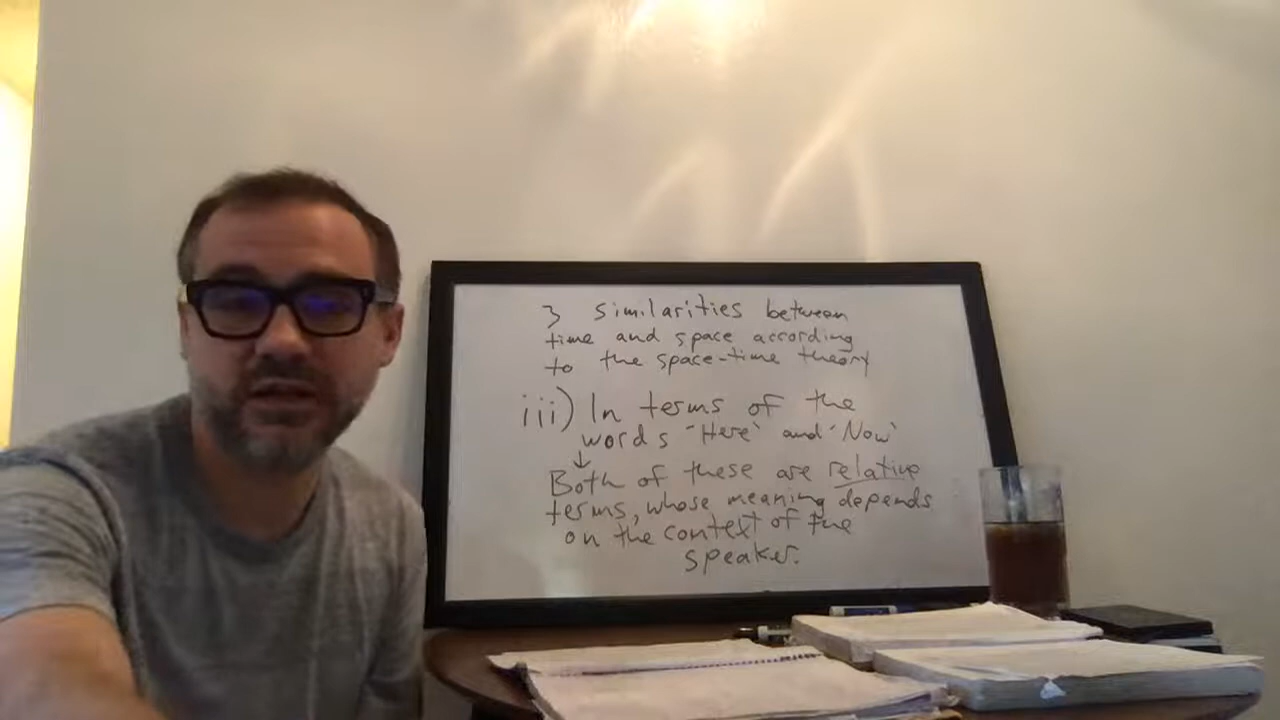 3 similarities between
time and space according
to the space-time theory
iii) In terms of the
words "Here" and "Now"
↓
Both of these are relative
terms, whose meaning depends
on the context of the
speaker.